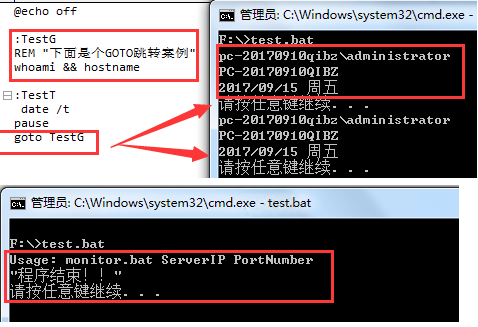 @echo off
:TestG
REM "下面是个GOTO跳转案例"
whoami && hostname
:TestT
date /t
pause
goto TestG
管理员: C:\Windows\system32\cmd.exe - test.bat
F:\>test.bat
pc-20170910qibz\administrator
PC-20170910QIBZ
2017/09/15 周五
请按任意键继续. . .
pc-20170910qibz\administrator
PC-20170910QIBZ
2017/09/15 周五
请按任意键继续. . .
管理员: C:\Windows\system32\cmd.exe - test.bat
F:\>test.bat
Usage: monitor.bat ServerIP PortNumber
"程序结束！！"
请按任意键继续. . .